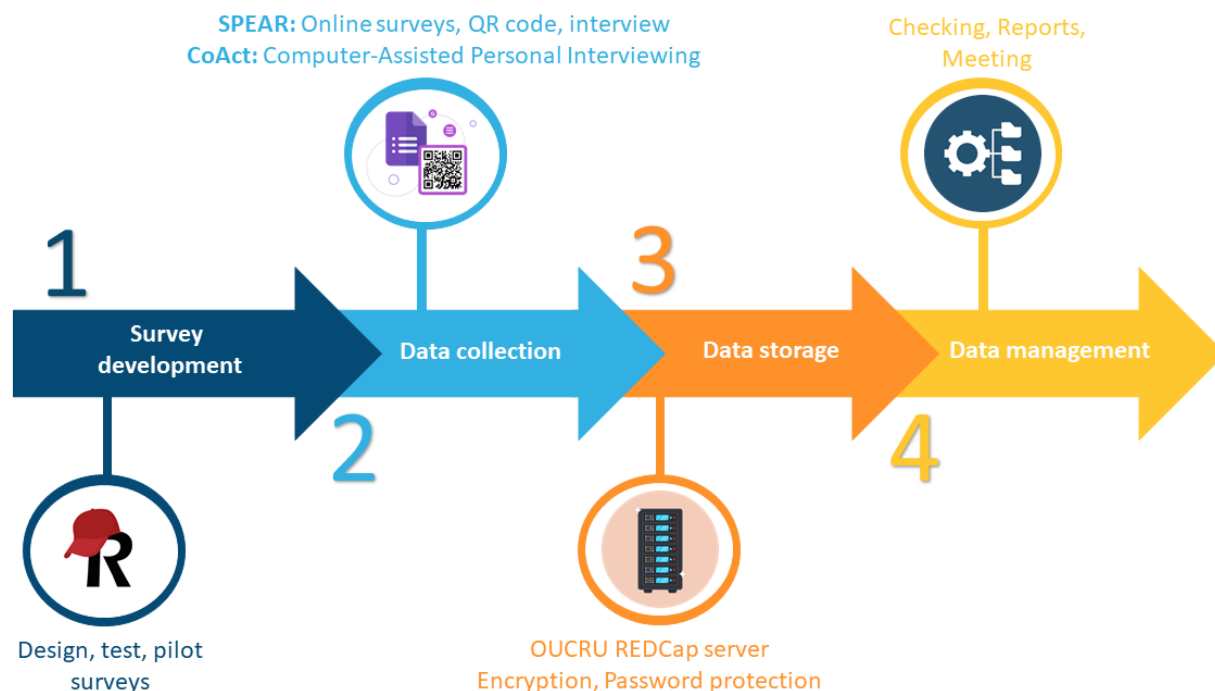 SPEAR: Online surveys, QR code, interview
CoAct: Computer-Assisted Personal Interviewing
Checking, Reports,
Meeting
1
Survey
development
2
Data collection
3
Data storage
4
Data management
R
Design, test, pilot
surveys
OUCRU REDCap server
Encryption, Password protection